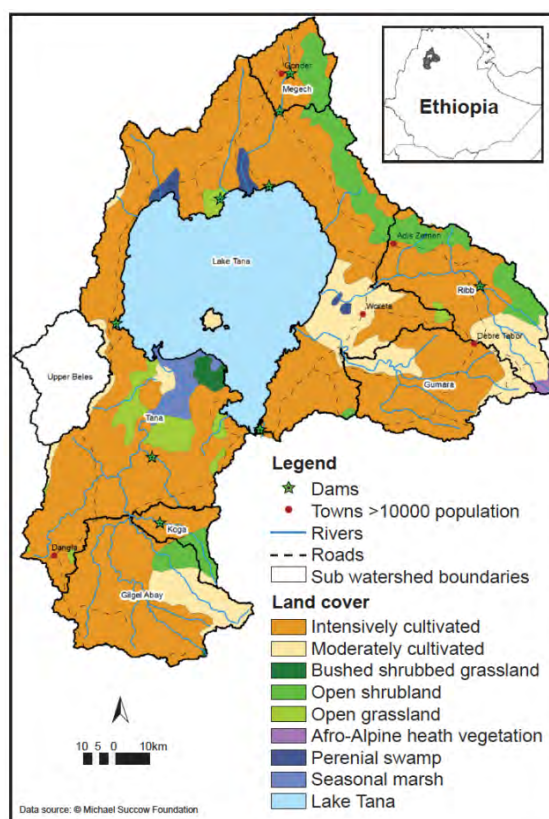 Gonder
Megech
Ethiopia
Adis Zemen
Lake Tana
Ribb
Woreta
Debre Tabor
Upper Beles
Gumara
Tana
Legend
Dams
Towns >10000 population
Rivers
Koga
Roads
Dangla
Sub watershed boundaries
Gilgel Abay
Land cover
Intensively cultivated
Moderately cultivated
Bushed shrubbed grassland
Open shrubland
Open grassland
Afro-Alpine heath vegetation
10 5 0 10km
Perenial swamp
Seasonal marsh
Lake Tana
Data source: © Michael Succow Foundation